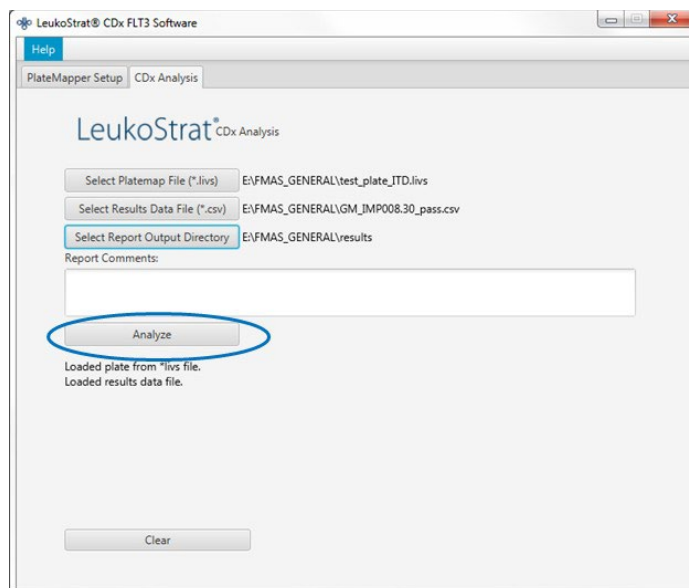 LeukoStrat® CDx FLT3 Software
Help
PlateMapper Setup CDx Analysis
LeukoStrat® CDx Analysis
Select Platemap File (*.livs) E:\FMAS_GENERAL\test_plate_ITD.livs
Select Results Data File (*.csv) E:\FMAS_GENERAL\GM_IMP008.30_pass.csv
Select Report Output Directory E:\FMAS_GENERAL\results
Report Comments:
Analyze
Loaded plate from *livs file.
Loaded results data file.
Clear